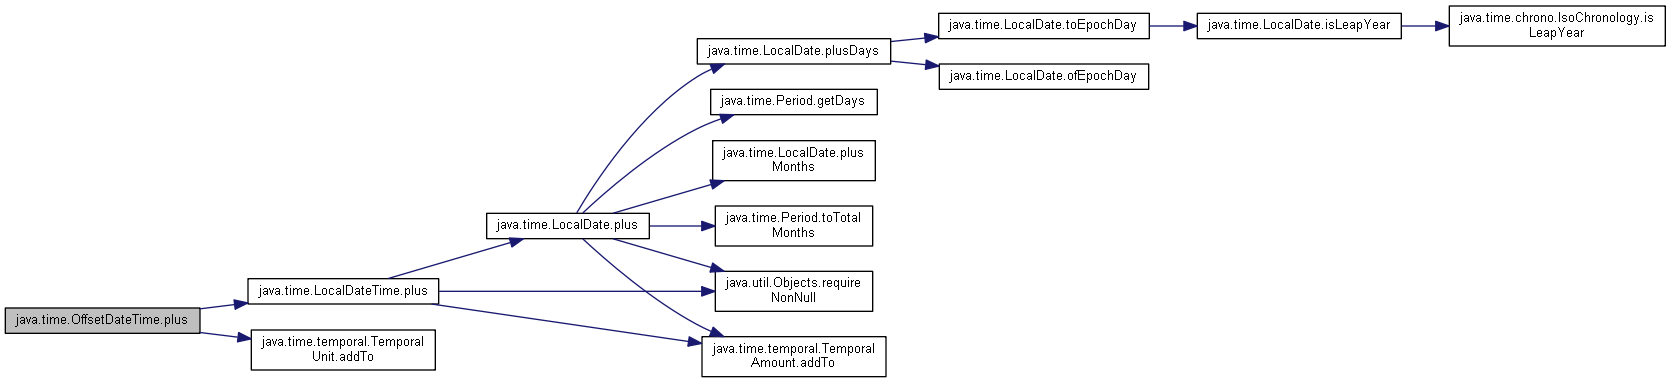 java.time.OffsetDateTime.plus
java.time.LocalDateTime.plus
java.time.temporal.Temporal
Unit.addTo
java.time.LocalDate.plus
java.time.LocalDate.plusDays
java.time.Period.getDays
java.time.LocalDate.plus
Months
java.time.Period.toTotal
Months
java.util.Objects.require
NonNull
java.time.temporal.Temporal
Amount.addTo
java.time.LocalDate.toEpochDay
java.time.LocalDate.ofEpochDay
java.time.LocalDate.isLeapYear
java.time.chrono.IsoChronology.is
LeapYear